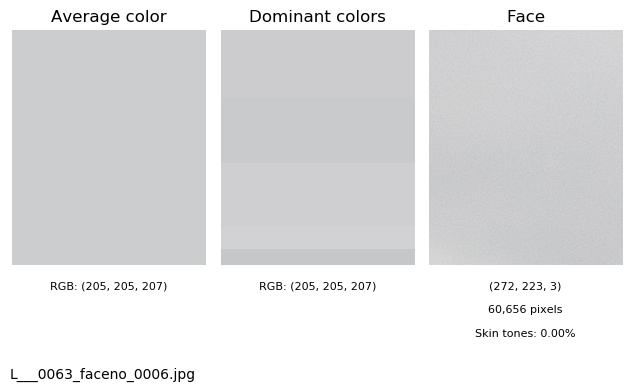 Average color
Dominant colors
Face
RGB: (205, 205, 207)
RGB: (205, 205, 207)
(272, 223, 3)
60,656 pixels
Skin tones: 0.00%
L___0063_faceno_0006.jpg